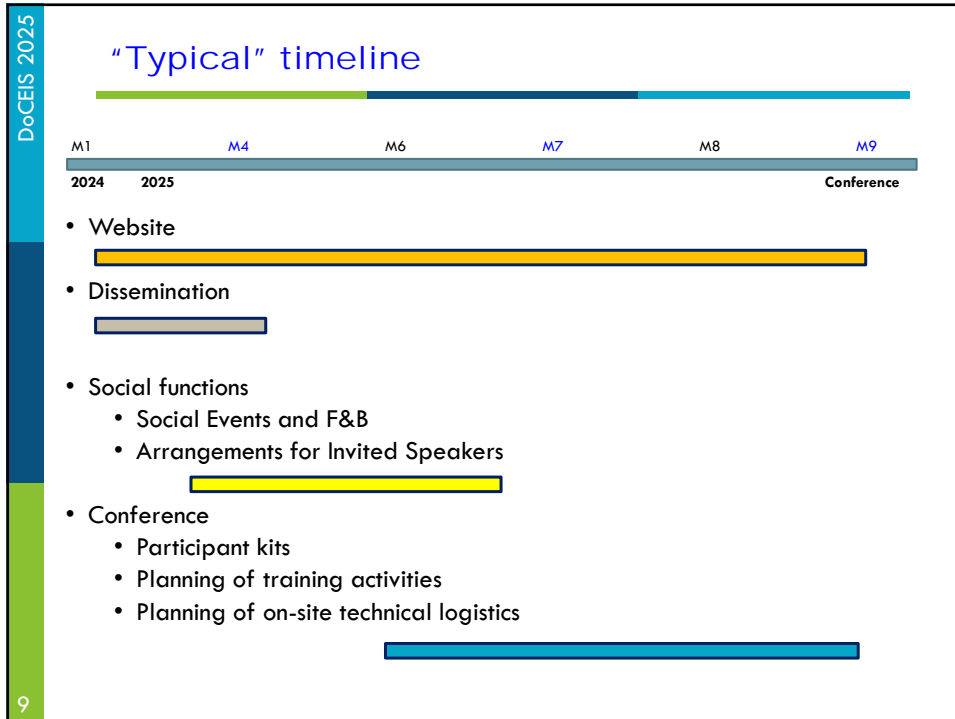 DoCEIS 2025
“Typical” timeline
M1 M4 M6 M7 M8 M9
2024 2025 Conference
• Website
• Dissemination
• Social functions
• Social Events and F&B
• Arrangements for Invited Speakers
• Conference
• Participant kits
• Planning of training activities
• Planning of on-site technical logistics
9